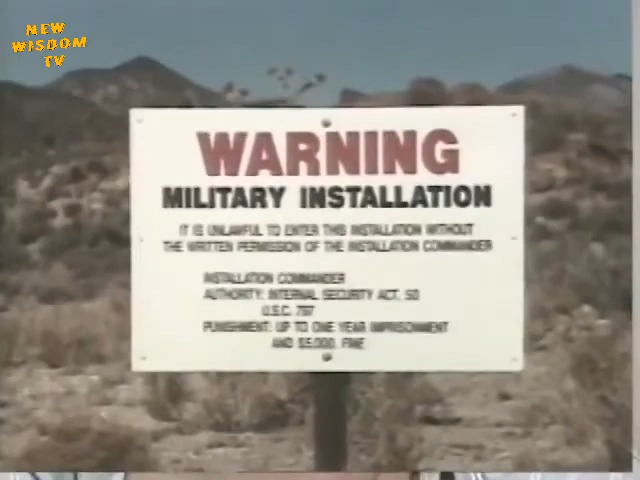 NEW
WISDOM
TV
WARNING
MILITARY INSTALLATION
IT IS UNLAWFUL TO ENTER THIS INSTALLATION WITHOUT
THE WRITTEN PERMISSION OF THE INSTALLATION COMMANDER
INSTALLATION COMMANDER
AUTHORITY: INTERNAL SECURITY ACT, 50
U.S.C. 797
PUNISHMENT: UP TO ONE YEAR IMPRISONMENT
AND $5,000. FINE